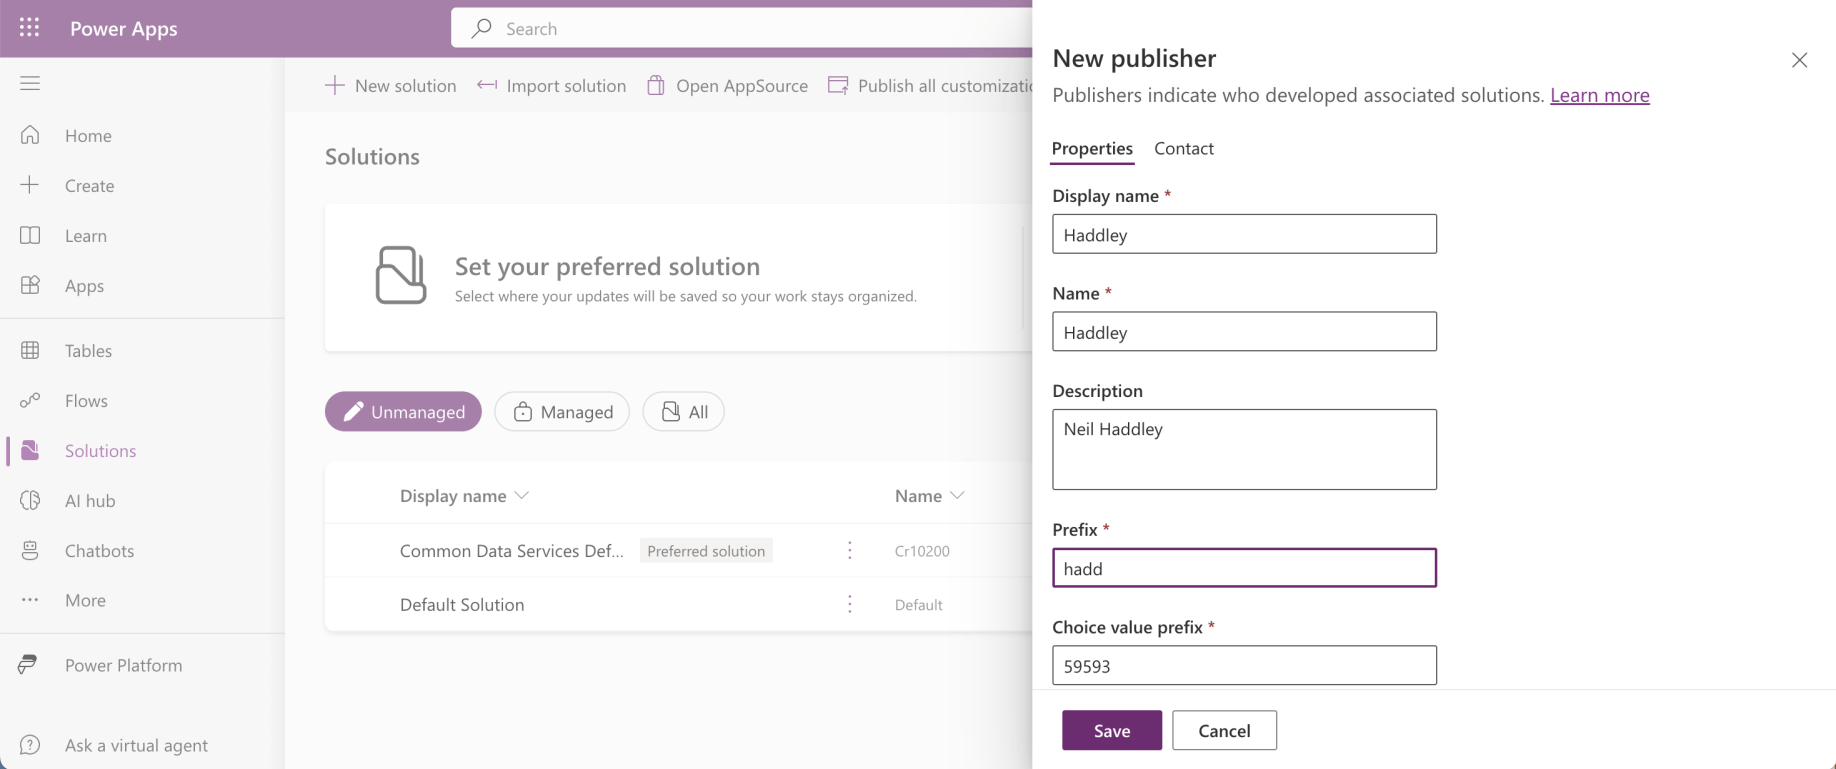 Power Apps
Search
New solution
Import solution
Open AppSource
Publish all customizatio
Home
Create
Learn
Apps
Tables
Flows
Solutions
AI hub
Chatbots
More
Power Platform
Ask a virtual agent
Solutions
Set your preferred solution
Select where your updates will be saved so your work stays organized.
Unmanaged
Managed
All
Display name
Name
Common Data Services Def...
Preferred solution
Cr10200
Default Solution
Default
New publisher
Publishers indicate who developed associated solutions. Learn more
Properties
Contact
Display name *
Haddley
Name *
Haddley
Description
Neil Haddley
Prefix *
hadd
Choice value prefix *
59593
Save
Cancel